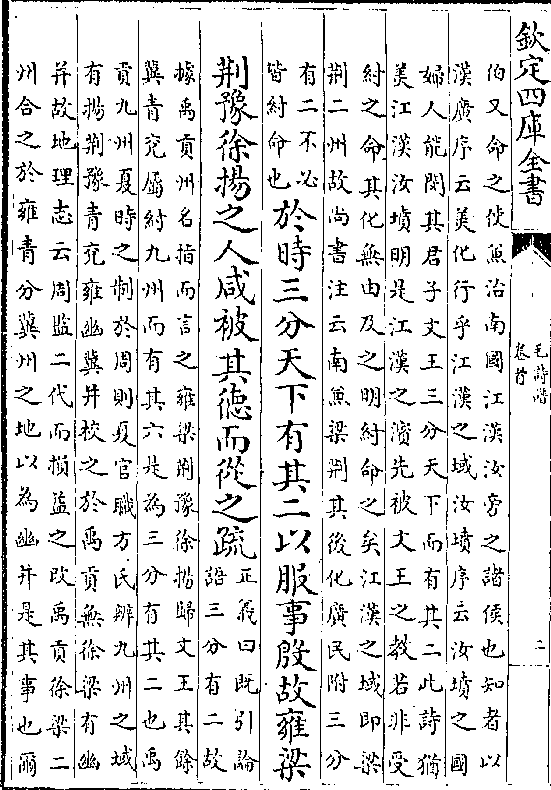 欽定四庫全書
毛詩譜
卷首
二
伯又命之使兼治南國江漢汝旁之諸侯也知者以
漢廣序云美化行乎江漢之域汝墳序云汝墳之國
婦人能閔其君子文王三分天下而有其二此詩猶
美江漢汝墳明是江漢之濱先被文王之教若非受
紂之命其化無由及之明紂命之矣江漢之域即梁
荆二州故尚書注云南兼梁荆其後化廣民附三分
有二不必
皆紂命也
於時三分天下有其二以服事殷故雍梁
荆豫徐揚之人咸被其德而從之疏
正義曰既引論
語三分有二故
據禹貢州名指而言之雍梁荆豫徐揚歸文王其餘
冀青兖屬紂九州而有其六是為三分有其二也禹
貢九州夏時之制於周則夏官職方氏辨九州之域
有揚荆豫青兖雍幽冀并校之於禹貢無徐梁有幽
并故地理志云周監二代而損益之改禹貢徐梁二
州合之於雍青分冀州之地以為幽并是其事也爾